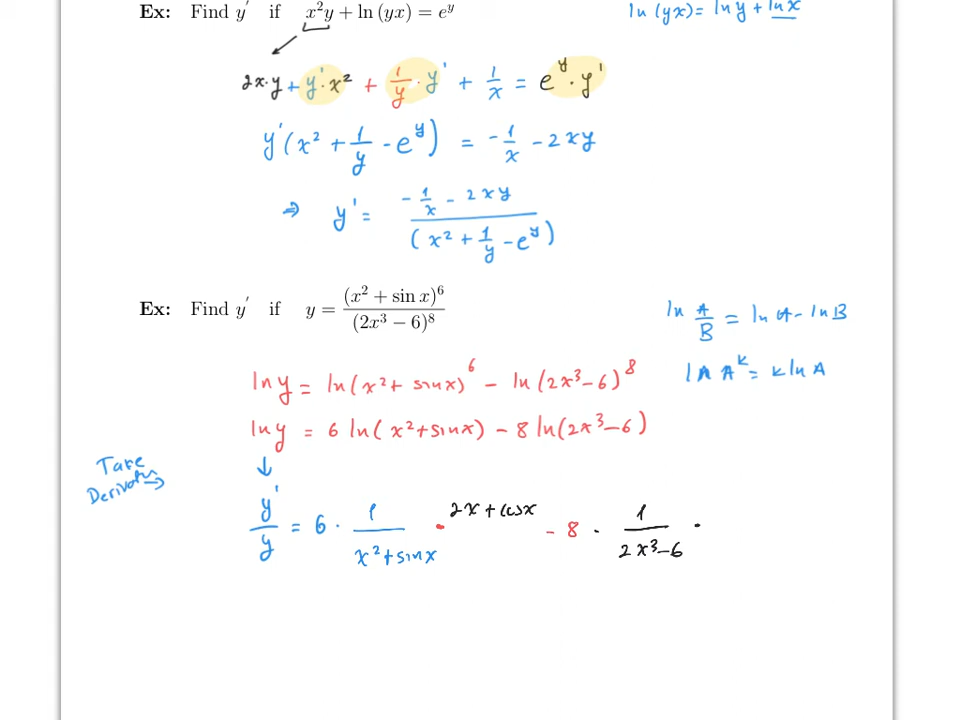 Ex: Find y' if x²y + ln (yx) = e^y
ln (yx) = ln y + ln x
2x·y + y'·x² + 1/y · y' + 1/x = e^y · y'
y'(x² + 1/y - e^y) = -1/x - 2xy
⇒ y' = (-1/x - 2xy) / (x² + 1/y - e^y)
Ex: Find y' if y = (x² + sin x)⁶ / (2x³ − 6)⁸
ln A/B = ln A - ln B
ln A^k = k ln A
ln y = ln(x² + sin x)⁶ - ln(2x³ - 6)⁸
ln y = 6 ln(x² + sin x) - 8 ln(2x³ - 6)
↓
Take
Derivative →
y'/y = 6 · 1/(x² + sin x) · 2x + cos x - 8 · 1/(2x³ - 6) ·